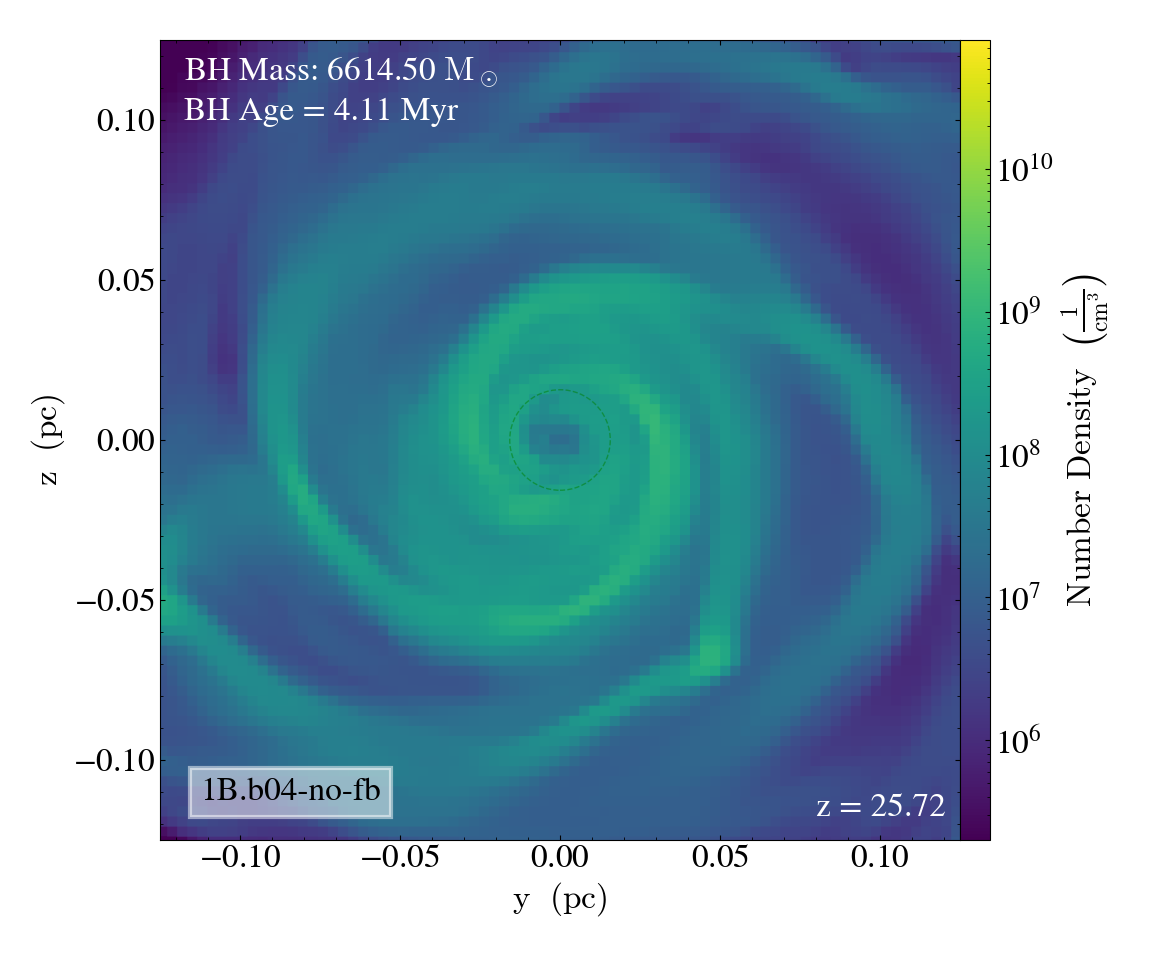 BH Mass: 6614.50 M⊙
BH Age = 4.11 Myr
0.10
0.05
0.00
−0.05
−0.10
z (pc)
1B.b04-no-fb
z = 25.72
−0.10 −0.05 0.00 0.05 0.10
y (pc)
10¹⁰
10⁹
10⁸
10⁷
10⁶
Number Density (1/cm³)